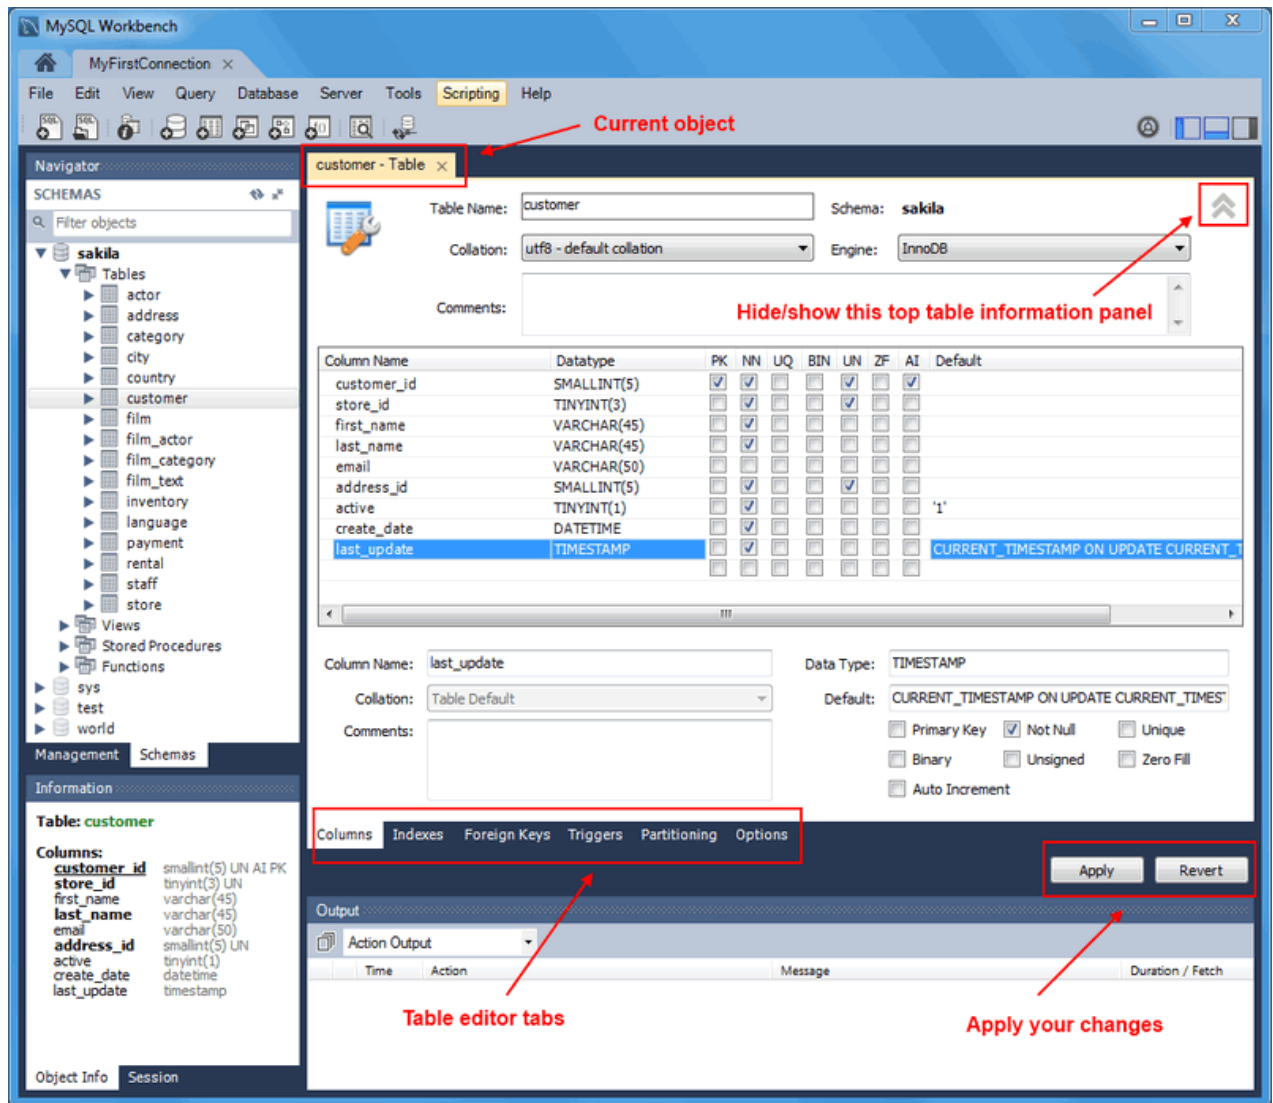 MySQL Workbench
MyFirstConnection
File Edit View Query Database Server Tools Scripting Help
Current object
Navigator
SCHEMAS
Filter objects
sakila
Tables
actor
address
category
city
country
customer
film
film_actor
film_category
film_text
inventory
language
payment
rental
staff
store
Views
Stored Procedures
Functions
sys
test
world
Management Schemas
Information
Table: customer
Columns:
customer_id smallint(5) UN AI PK
store_id tinyint(3) UN
first_name varchar(45)
last_name varchar(45)
email varchar(50)
address_id smallint(5) UN
active tinyint(1)
create_date datetime
last_update timestamp
Object Info Session
customer - Table
Table Name: customer Schema: sakila
Collation: utf8 - default collation Engine: InnoDB
Comments:
Hide/show this top table information panel
Column Name Datatype PK NN UQ BIN UN ZF AI Default
customer_id SMALLINT(5)
store_id TINYINT(3)
first_name VARCHAR(45)
last_name VARCHAR(45)
email VARCHAR(50)
address_id SMALLINT(5)
active TINYINT(1) '1'
create_date DATETIME
last_update TIMESTAMP CURRENT_TIMESTAMP ON UPDATE CURRENT_T
Column Name: last_update Data Type: TIMESTAMP
Collation: Table Default Default: CURRENT_TIMESTAMP ON UPDATE CURRENT_TIMEST
Comments: Primary Key Not Null Unique
Binary Unsigned Zero Fill
Auto Increment
Columns Indexes Foreign Keys Triggers Partitioning Options
Apply Revert
Output
Action Output
Time Action Message Duration / Fetch
Table editor tabs
Apply your changes